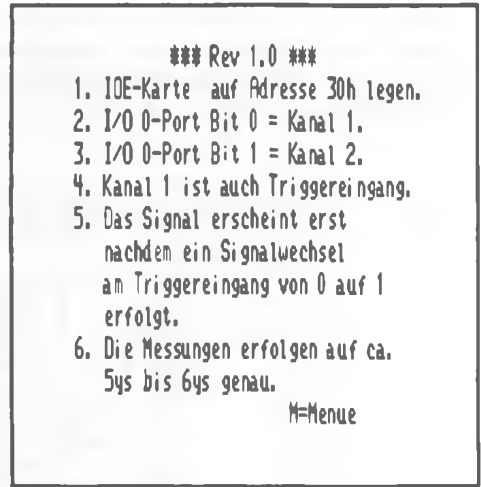 *** Rev 1.0 ***
1. IOE-Karte auf Adresse 30h legen.
2. I/O 0-Port Bit 0 = Kanal 1.
3. I/O 0-Port Bit 1 = Kanal 2.
4. Kanal 1 ist auch Triggereingang.
5. Das Signal erscheint erst
nachdem ein Signalwechsel
am Triggereingang von 0 auf 1
erfolgt.
6. Die Messungen erfolgen auf ca.
5ys bis 6ys genau.
M=Menue